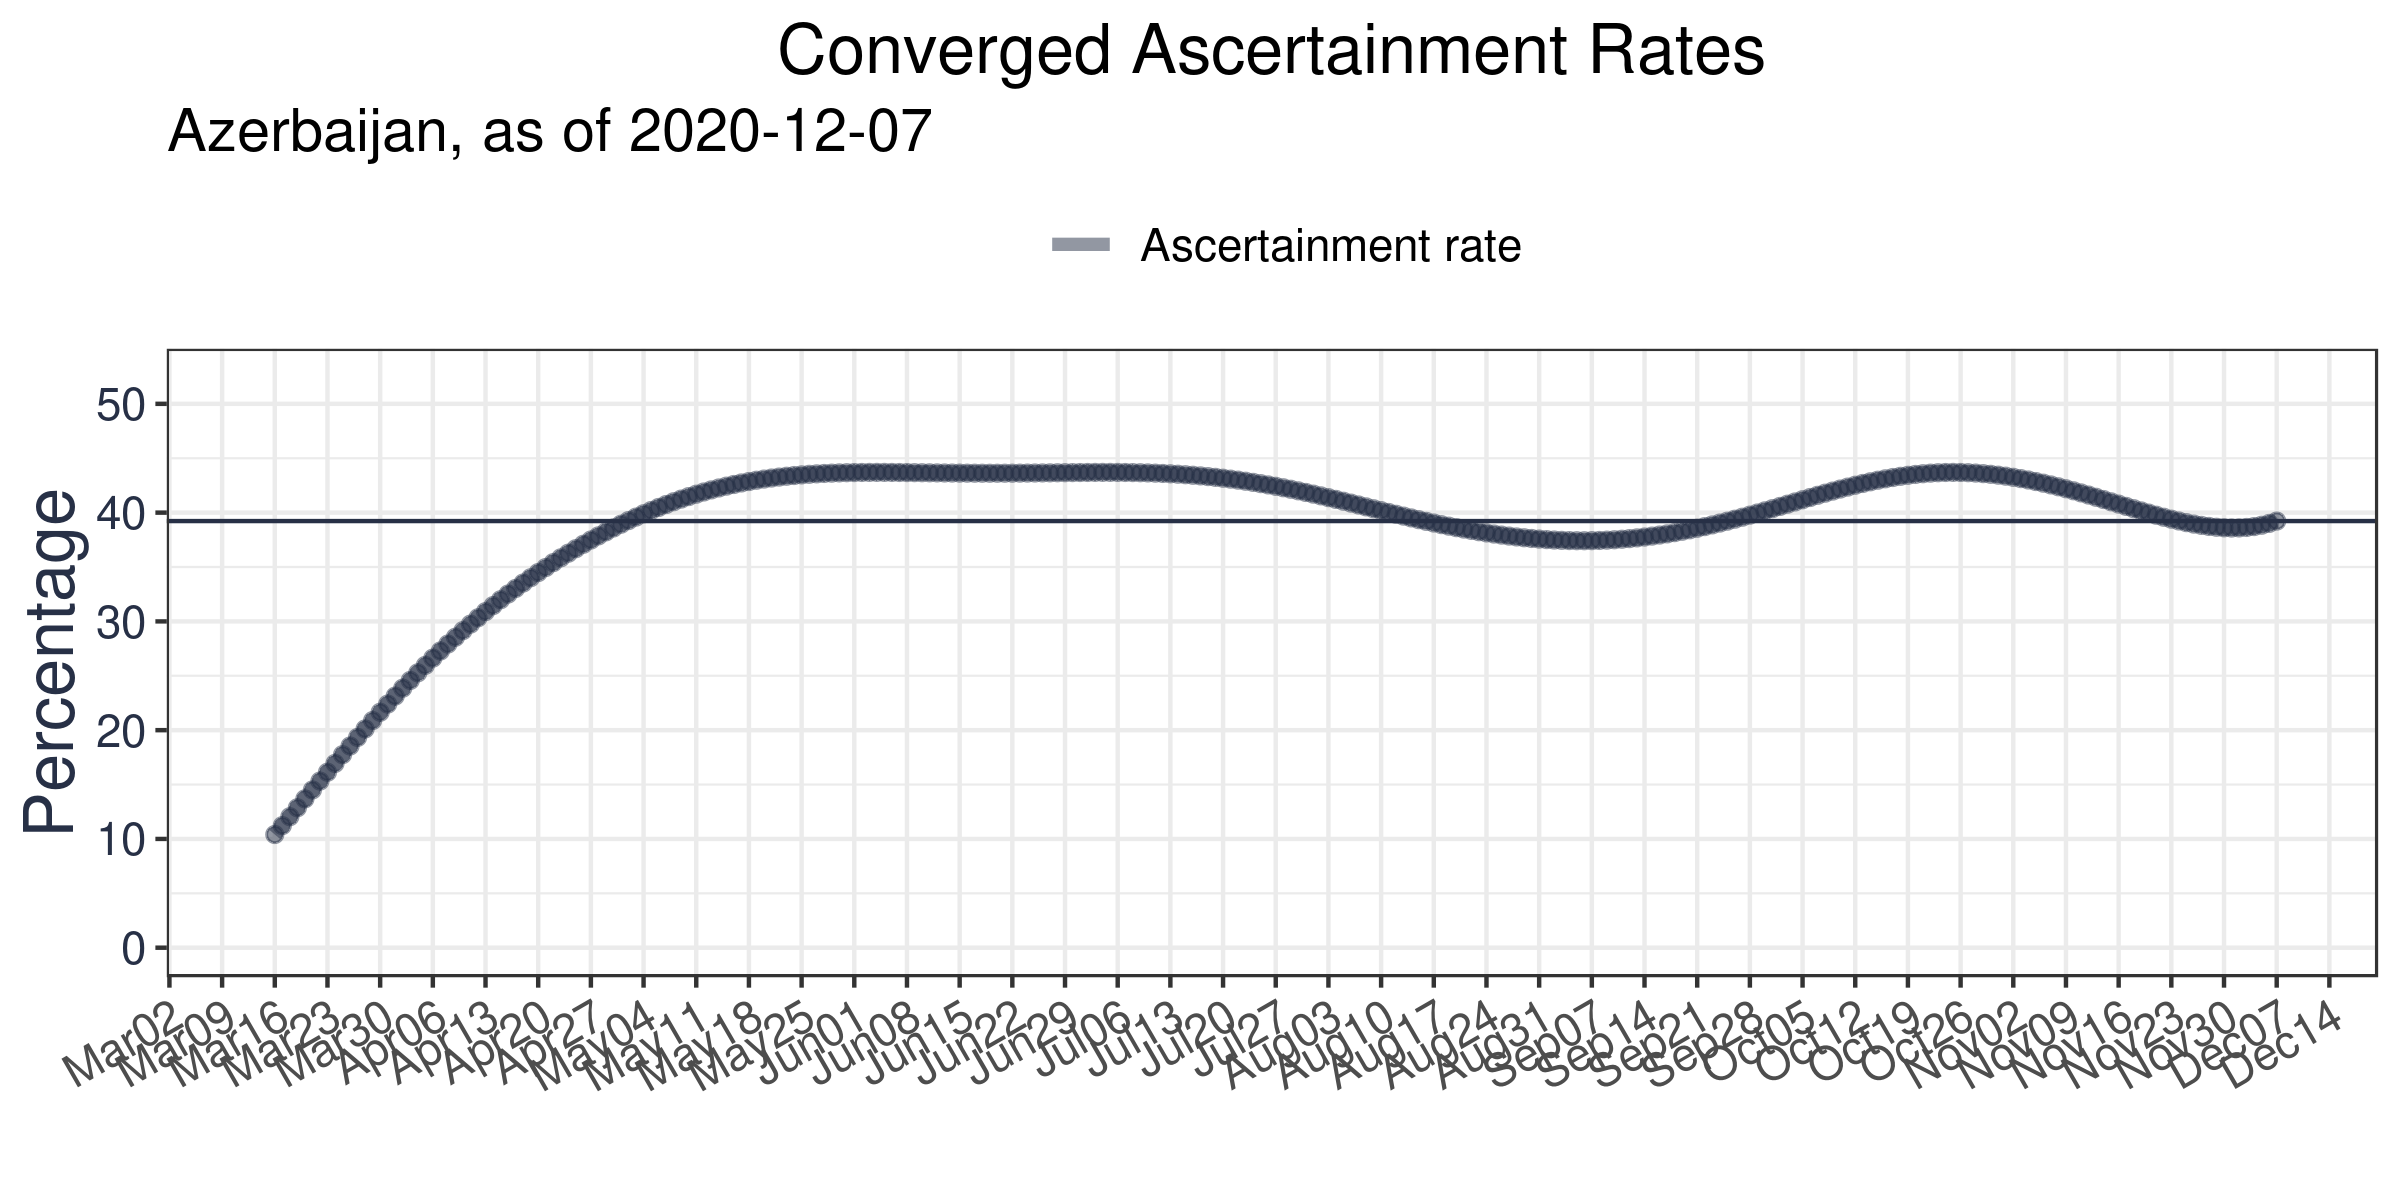 Converged Ascertainment Rates
Azerbaijan, as of 2020-12-07
Ascertainment rate
Percentage
50
40
30
20
10
0
Mar02
Mar09
Mar16
Mar23
Mar30
Apr06
Apr13
Apr20
Apr27
May04
May11
May18
May25
Jun01
Jun08
Jun15
Jun22
Jun29
Jul06
Jul13
Jul20
Jul27
Aug03
Aug10
Aug17
Aug24
Aug31
Sep07
Sep14
Sep21
Sep28
Oct05
Oct12
Oct19
Oct26
Nov02
Nov09
Nov16
Nov23
Nov30
Dec07
Dec14